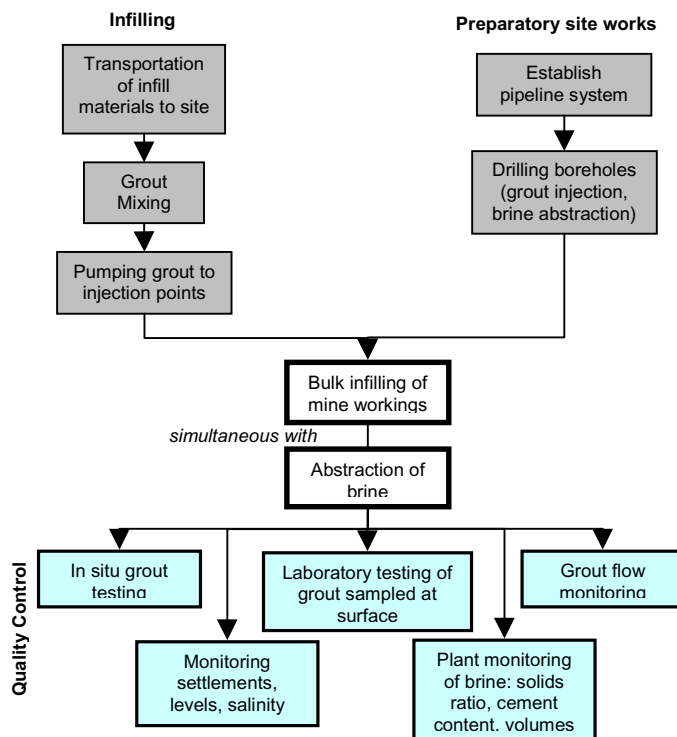 Infilling
Preparatory site works
Transportation
of infill
materials to site
Establish
pipeline system
Grout
Mixing
Drilling boreholes
(grout injection,
brine abstraction)
Pumping grout to
injection points
Bulk infilling of
mine workings
simultaneous with
Abstraction of
brine
Quality Control
In situ grout
testing
Laboratory testing of
grout sampled at
surface
Grout flow
monitoring
Monitoring
settlements,
levels, salinity
Plant monitoring
of brine: solids
ratio, cement
content. volumes